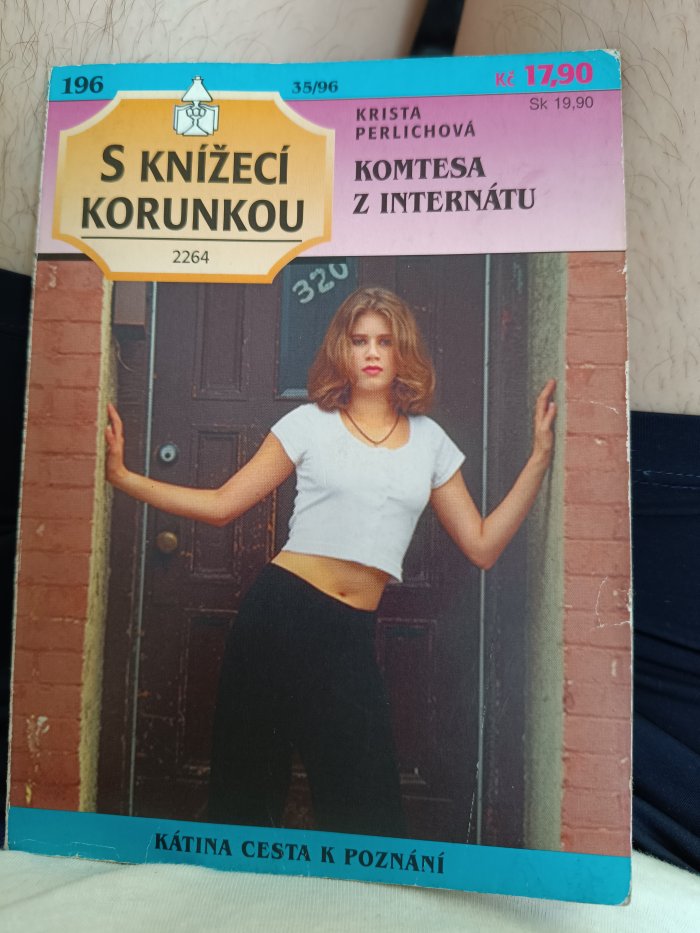 196
35/96
Kč 17,90
Sk 19,90
S KNÍŽECÍ
KORUNKOU
2264
KRISTA
PERLICHOVÁ
KOMTESA
Z INTERNÁTU
320
KÁTINA CESTA K POZNÁNÍ